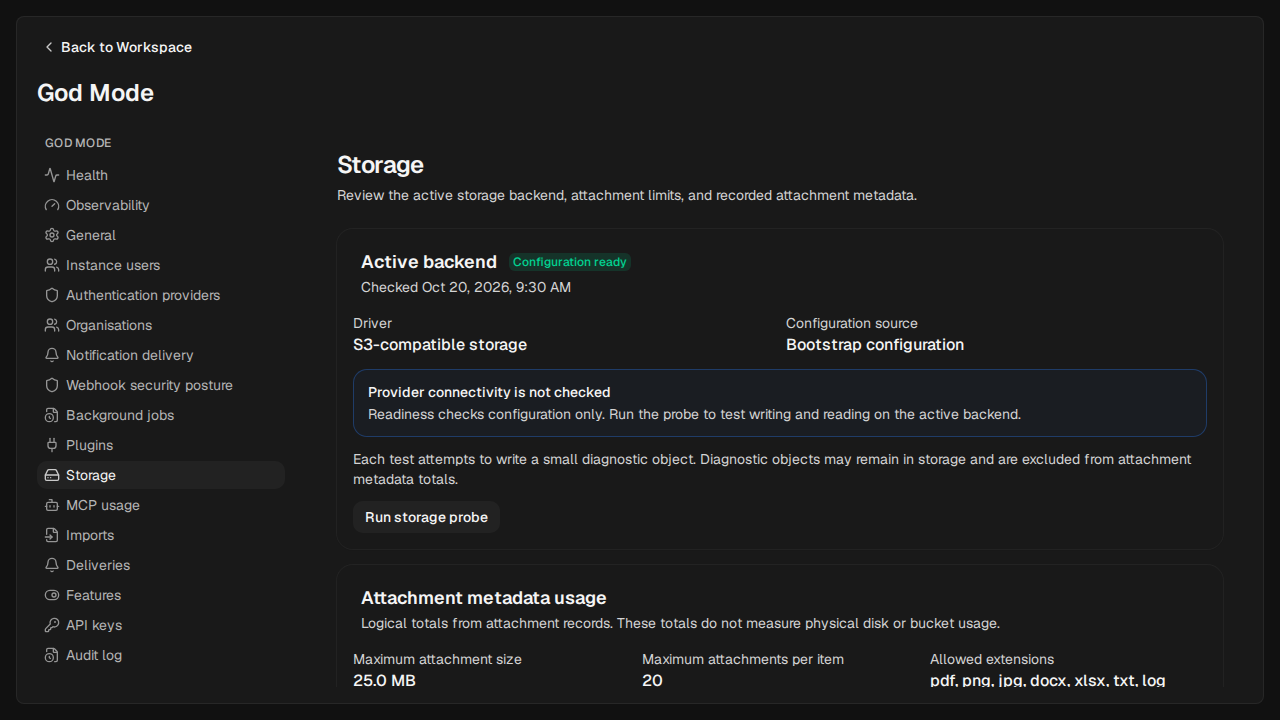 Back to Workspace
God Mode
GOD MODE
Health
Observability
General
Instance users
Authentication providers
Organisations
Notification delivery
Webhook security posture
Background jobs
Plugins
Storage
MCP usage
Imports
Deliveries
Features
API keys
Audit log
Storage
Review the active storage backend, attachment limits, and recorded attachment metadata.
Active backend Configuration ready
Checked Oct 20, 2026, 9:30 AM
Driver Configuration source
S3-compatible storage Bootstrap configuration
Provider connectivity is not checked
Readiness checks configuration only. Run the probe to test writing and reading on the active backend.
Each test attempts to write a small diagnostic object. Diagnostic objects may remain in storage and are excluded from attachment
metadata totals.
Run storage probe
Attachment metadata usage
Logical totals from attachment records. These totals do not measure physical disk or bucket usage.
Maximum attachment size Maximum attachments per item Allowed extensions
25.0 MB 20 pdf, png, jpg, docx, xlsx, txt, log